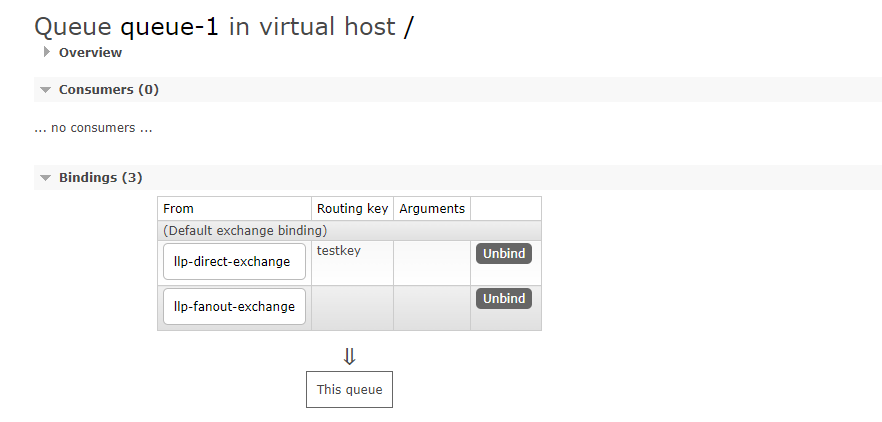 Queue queue-1 in virtual host /
Overview
Consumers (0)
... no consumers ...
Bindings (3)
From Routing key Arguments
(Default exchange binding)
llp-direct-exchange testkey Unbind
llp-fanout-exchange Unbind
⇓
This queue